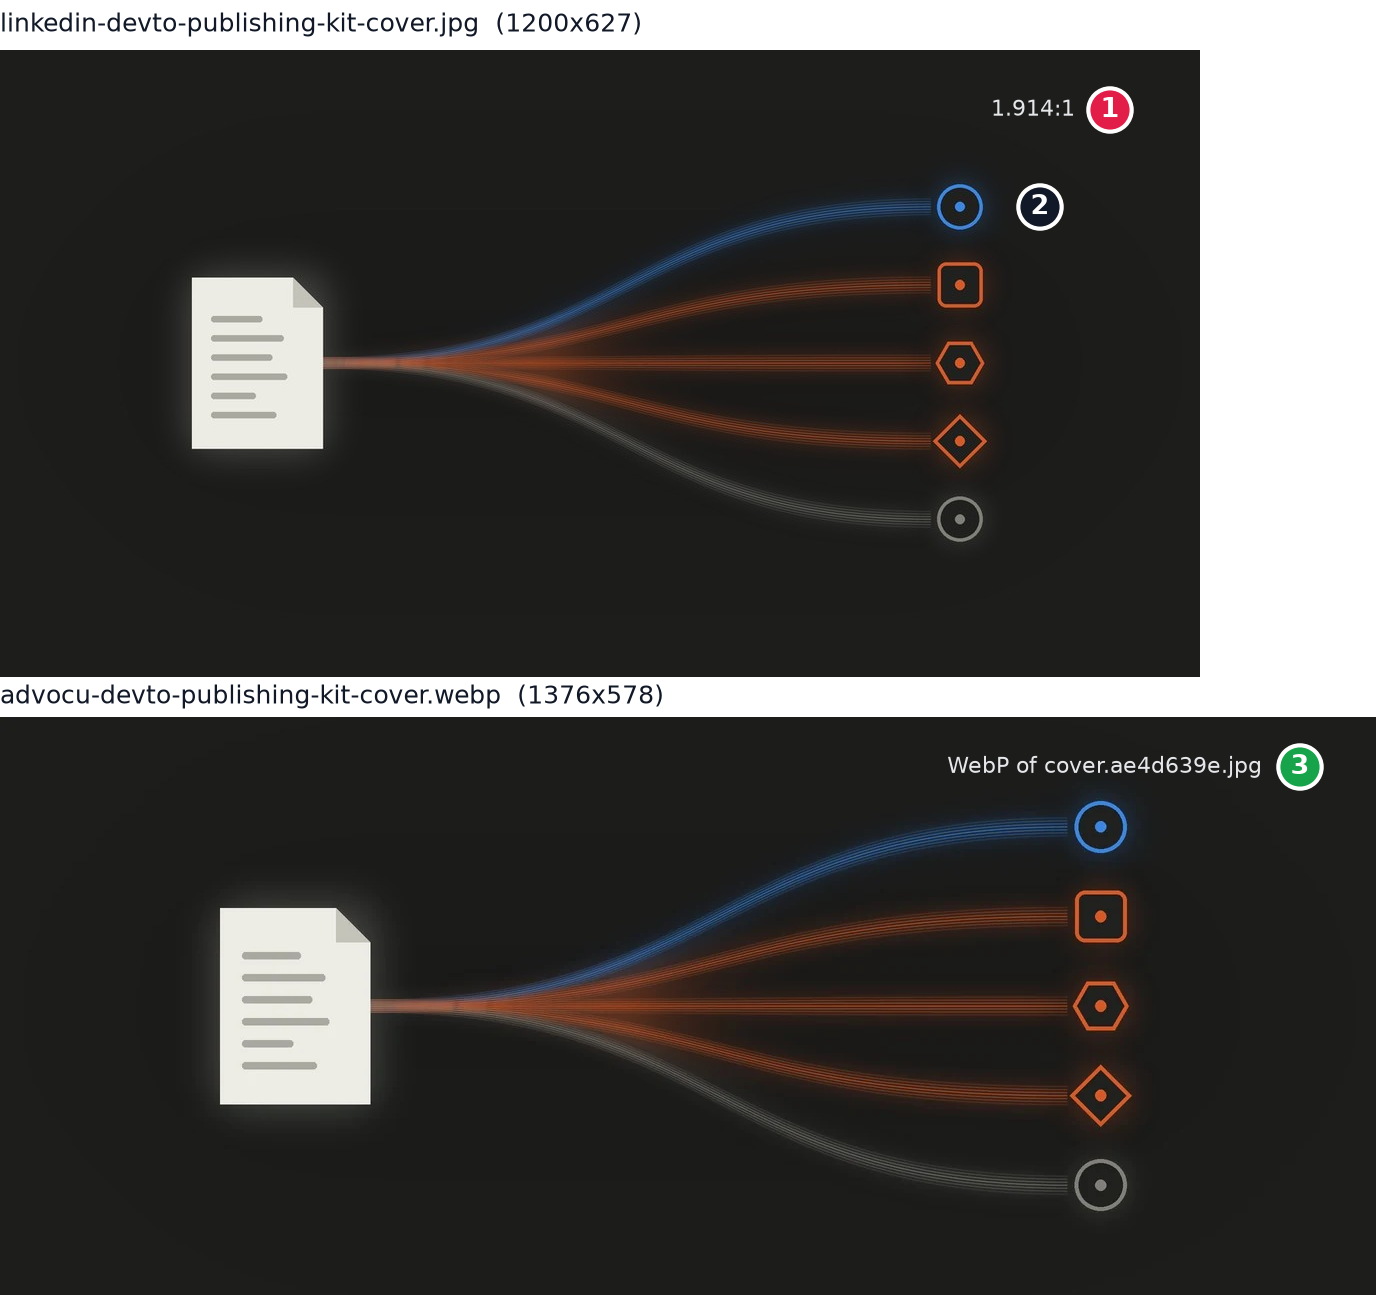 linkedin-devto-publishing-kit-cover.jpg (1200x627)
1.914:1 1
2
advocu-devto-publishing-kit-cover.webp (1376x578)
WebP of cover.ae4d639e.jpg 3